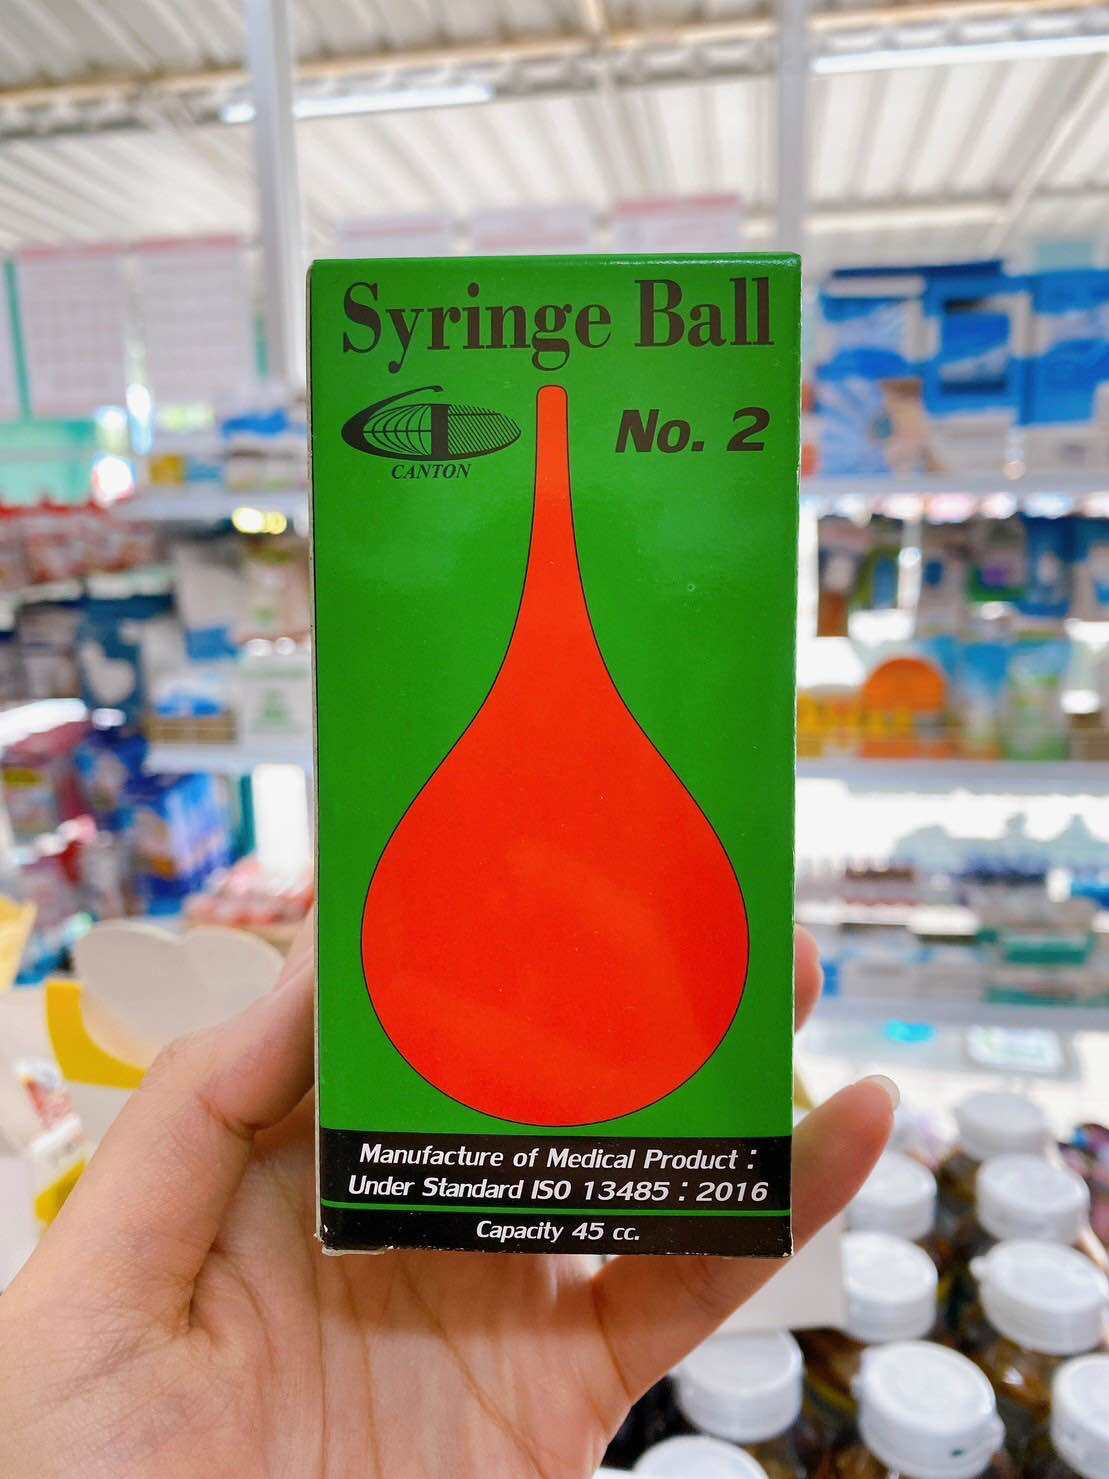 Syringe Ball
CANTON
No. 2
Manufacture of Medical Product :
Under Standard ISO 13485 : 2016
Capacity 45 cc.